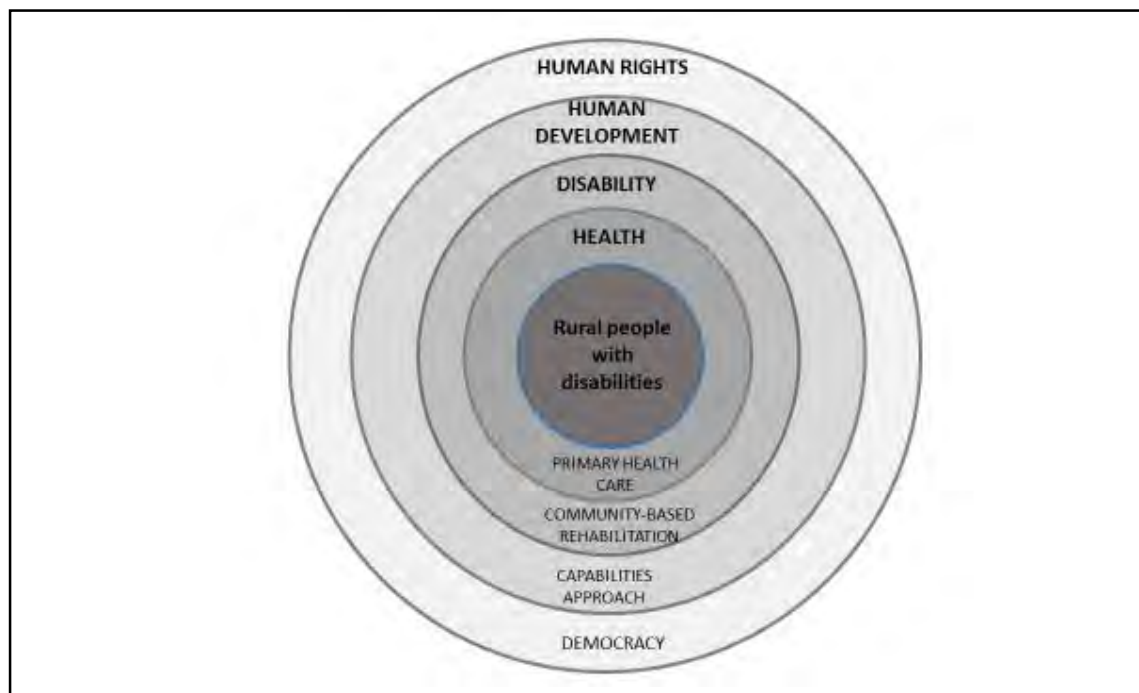 HUMAN RIGHTS
HUMAN
DEVELOPMENT
DISABILITY
HEALTH
Rural people
with
disabilities
PRIMARY HEALTH
CARE
COMMUNITY-BASED
REHABILITATION
CAPABILITIES
APPROACH
DEMOCRACY